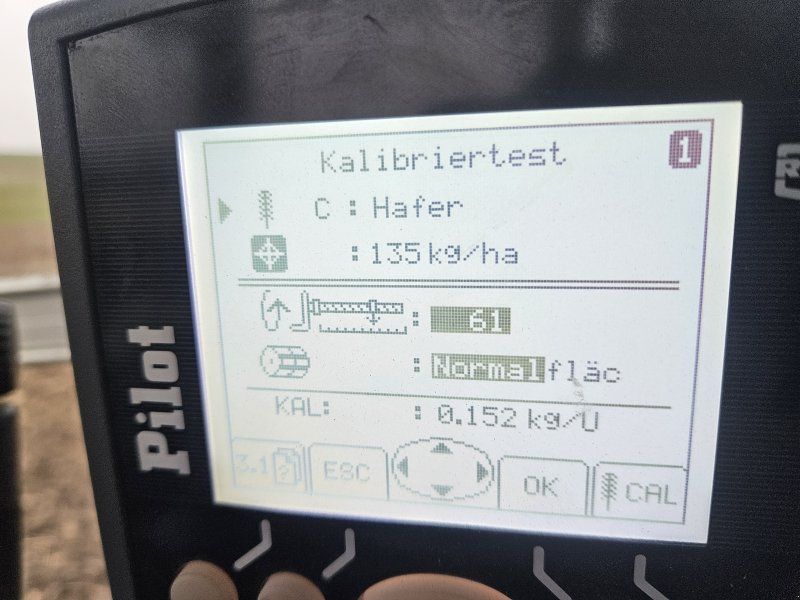 Kalibriertest 1
C : Hafer
: 135 kg/ha
: 61
: Normalfläc
KAL: : 0.152 kg/U
3.1 ? ESC OK CAL
Pilot